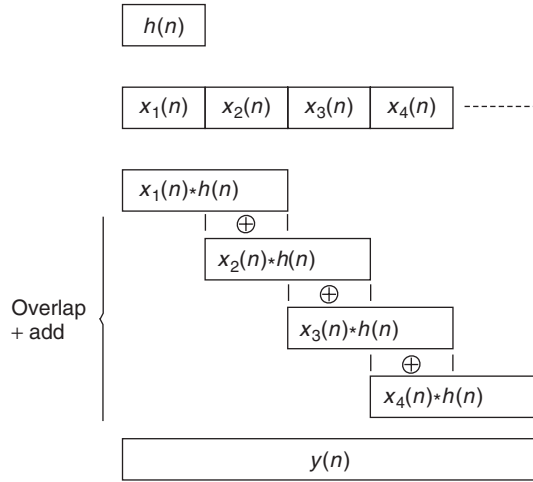 h(n)
x₁(n) x₂(n) x₃(n) x₄(n)
x₁(n)*h(n)
⊕
x₂(n)*h(n)
⊕
Overlap
+ add
x₃(n)*h(n)
⊕
x₄(n)*h(n)
y(n)